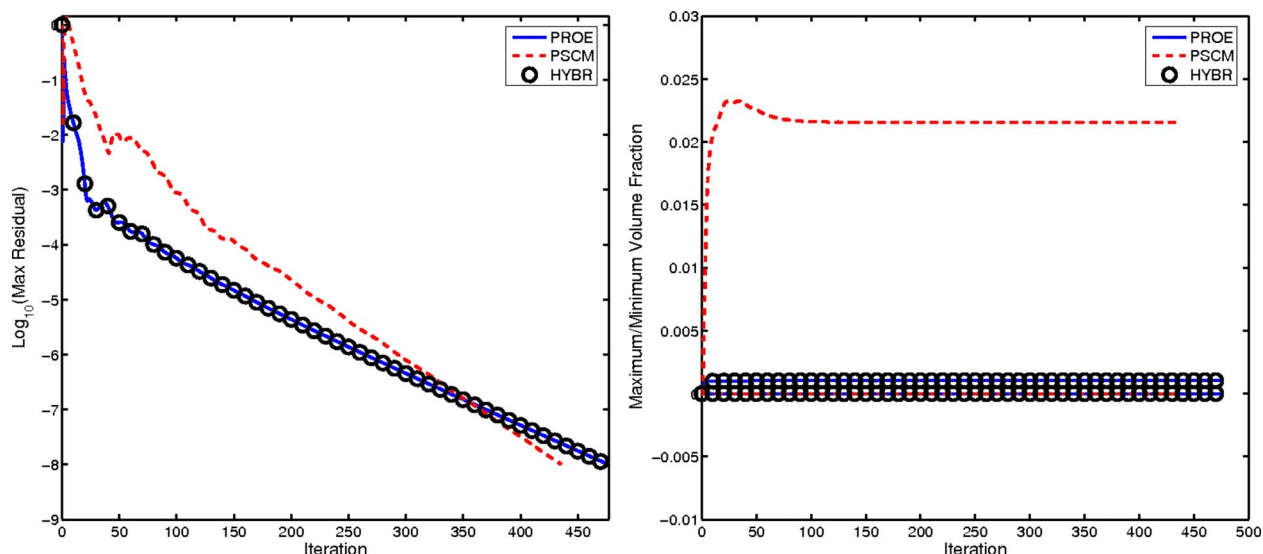 PROE
PSCM
HYBR
−1
−2
−3
−4
−5
−6
−7
−8
−9
0 50 100 150 200 250 300 350 400 450
Iteration
Log10(Max Residual)
PROE
PSCM
HYBR
0.03
0.025
0.02
0.015
0.01
0.005
0
−0.005
−0.01
0 50 100 150 200 250 300 350 400 450 500
Iteration
Maximum/Minimum Volume Fraction